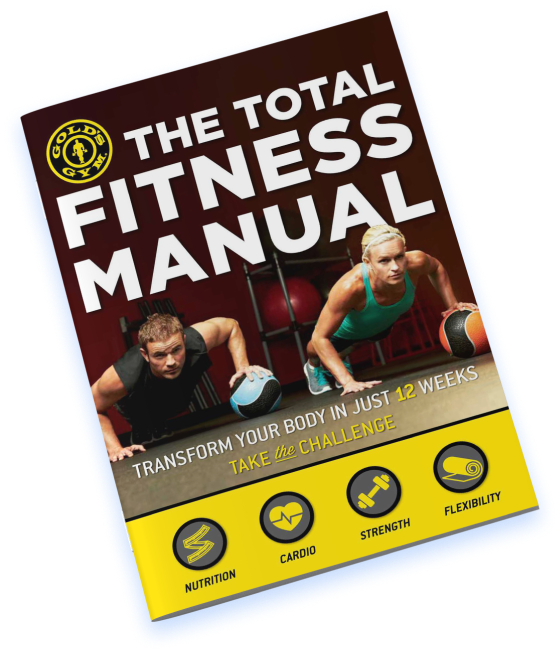 GOLD'S GYM.
THE TOTAL
FITNESS
MANUAL
TRANSFORM YOUR BODY IN JUST 12 WEEKS
TAKE the CHALLENGE
NUTRITION
CARDIO
STRENGTH
FLEXIBILITY